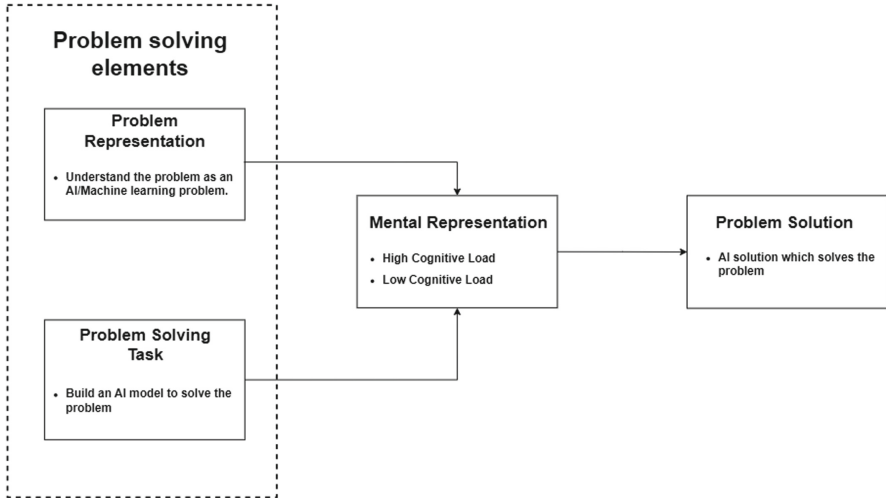 Problem solving
elements
Problem
Representation
• Understand the problem as an
AI/Machine learning problem.
Mental Representation
• High Cognitive Load
• Low Cognitive Load
Problem Solution
• AI solution which solves the
problem
Problem Solving
Task
• Build an AI model to solve the
problem